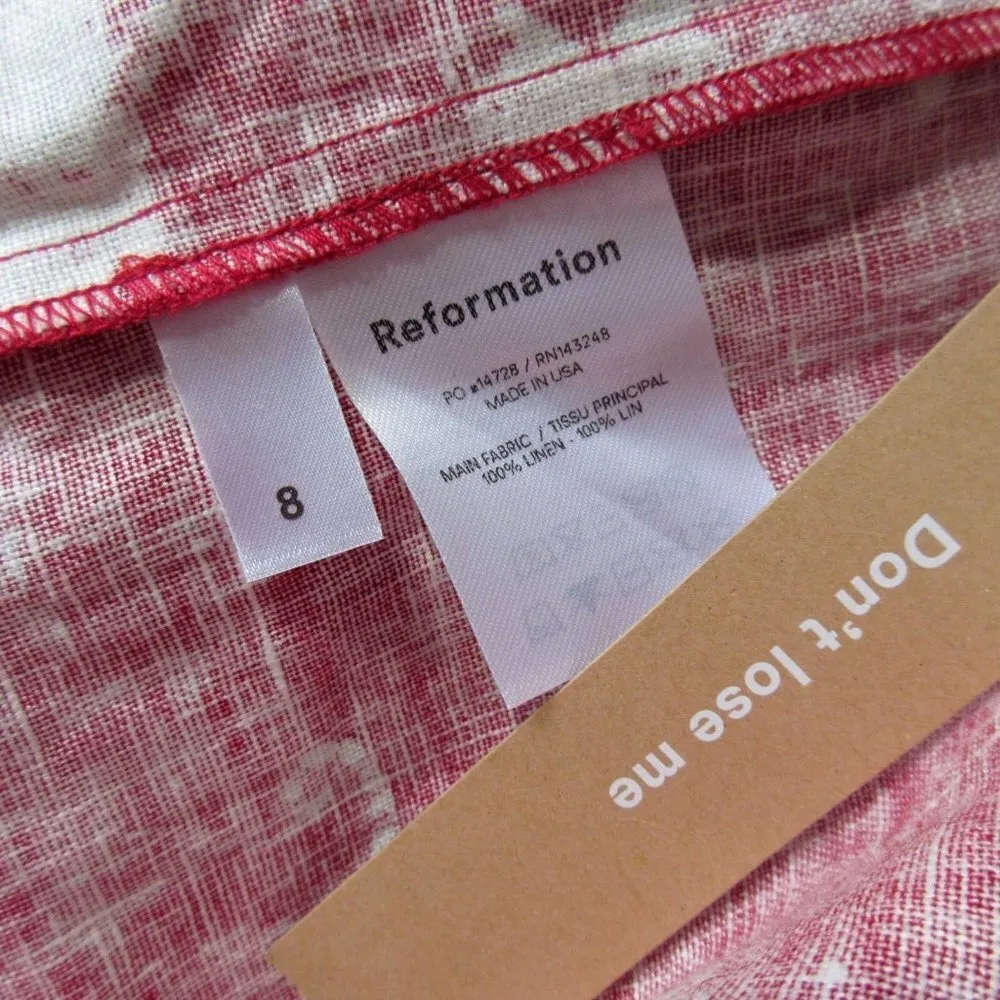 Reformation
PO #14728 / RN143248
MADE IN USA
MAIN FABRIC / TISSU PRINCIPAL
100% LINEN - 100% LIN
8
Don't lose me